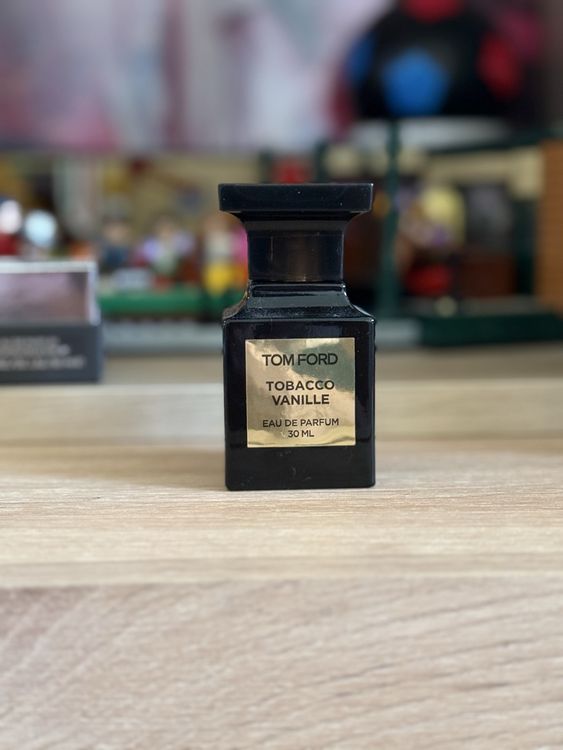 TOM FORD
TOBACCO
VANILLE
EAU DE PARFUM
30 ML